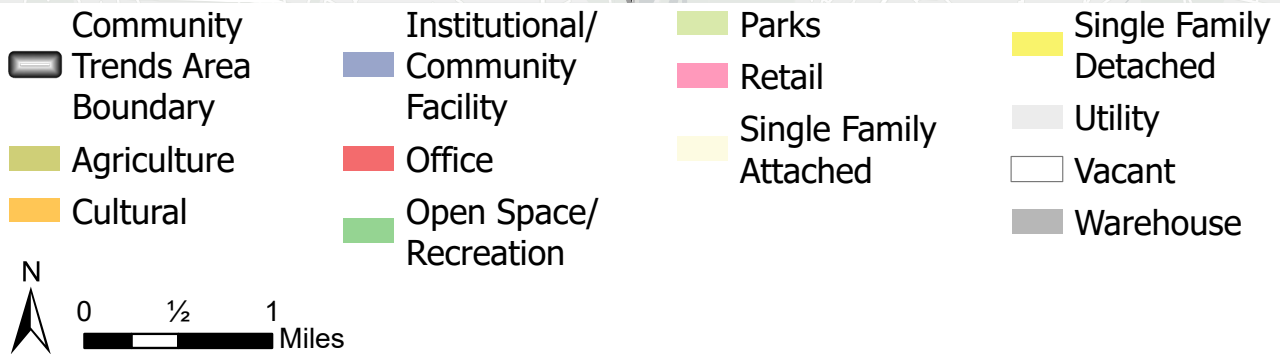 Community
Trends Area
Boundary
Agriculture
Cultural
Institutional/
Community
Facility
Office
Open Space/
Recreation
Parks
Retail
Single Family
Attached
Single Family
Detached
Utility
Vacant
Warehouse
N
0 ½ 1
Miles